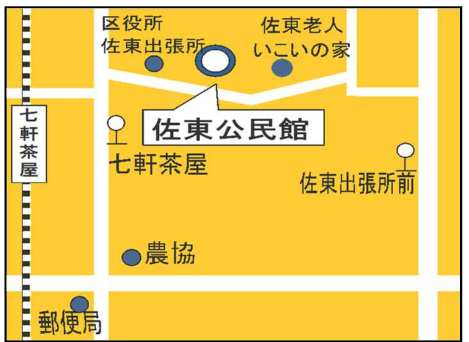 区役所
佐東出張所
佐東老人
いこいの家
佐東公民館
七軒茶屋
七軒茶屋
佐東出張所前
農協
郵便局